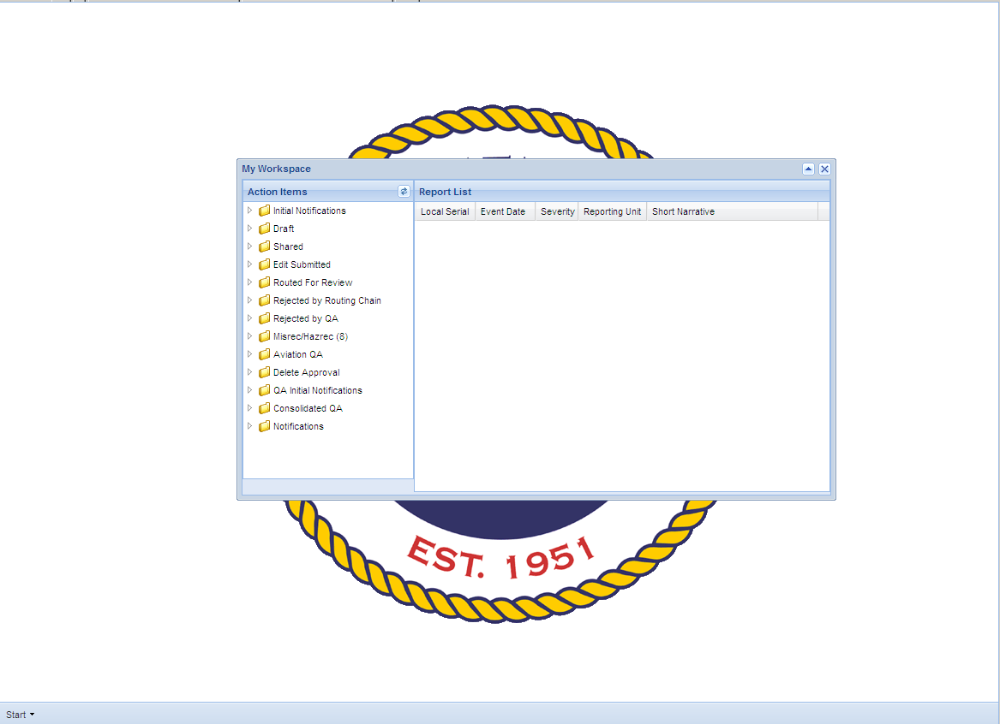 My Workspace
Action Items
Initial Notifications
Draft
Shared
Edit Submitted
Routed For Review
Rejected by Routing Chain
Rejected by QA
Misrec/Hazrec (8)
Aviation QA
Delete Approval
QA Initial Notifications
Consolidated QA
Notifications
Report List
Local Serial Event Date Severity Reporting Unit Short Narrative
EST. 1951
Start